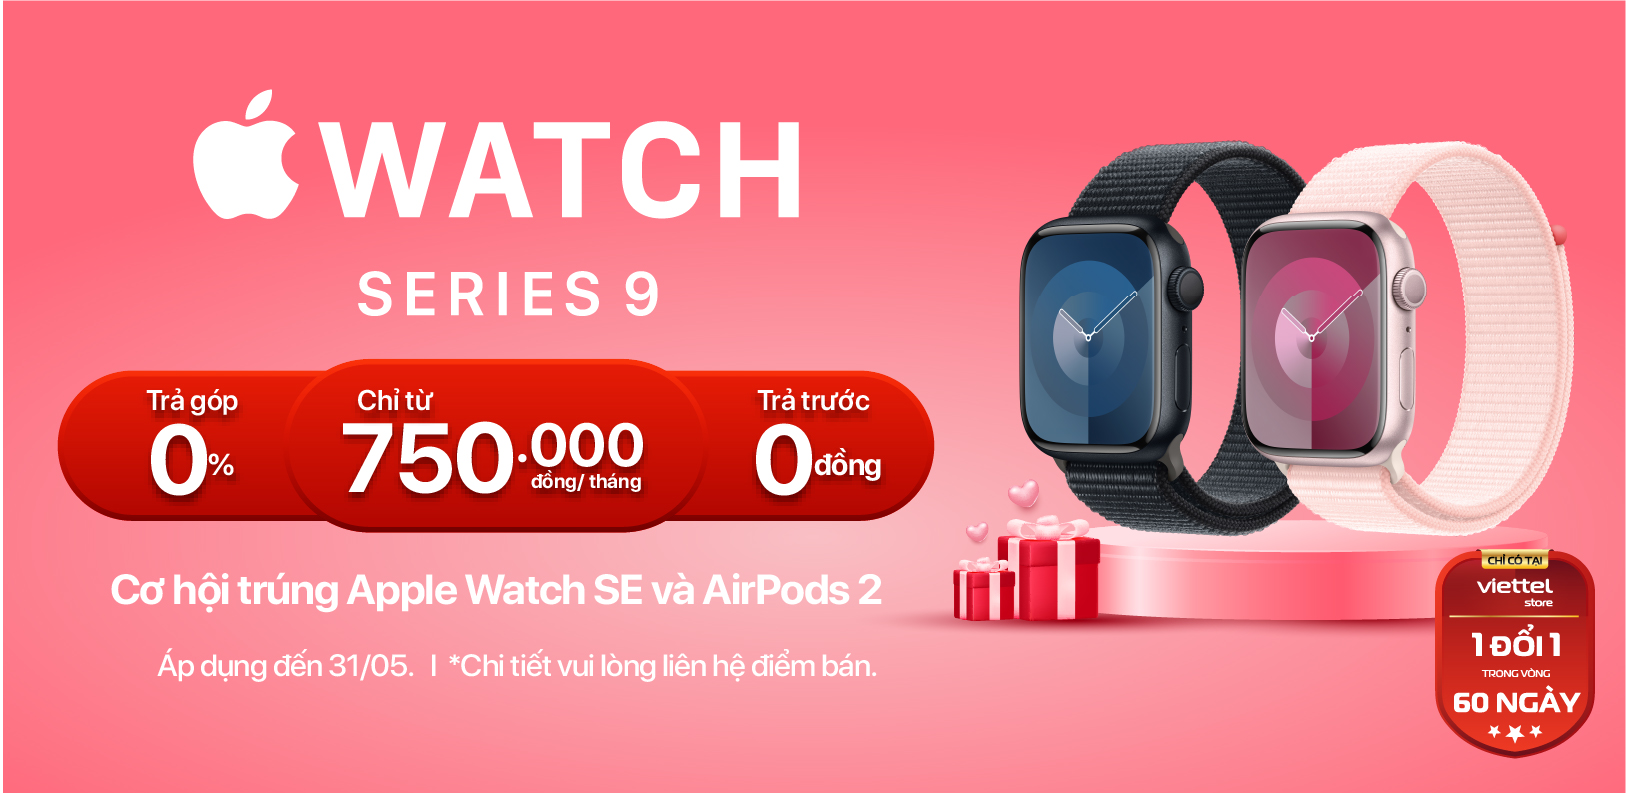 WATCH
SERIES 9
Trả góp
0%
Chỉ từ
750.000
đồng/ tháng
Trả trước
0 đồng
Cơ hội trúng Apple Watch SE và AirPods 2
Áp dụng đến 31/05. I *Chi tiết vui lòng liên hệ điểm bán.
CHỈ CÓ TẠI
viettel
store
1 ĐỔI 1
TRONG VÒNG
60 NGÀY